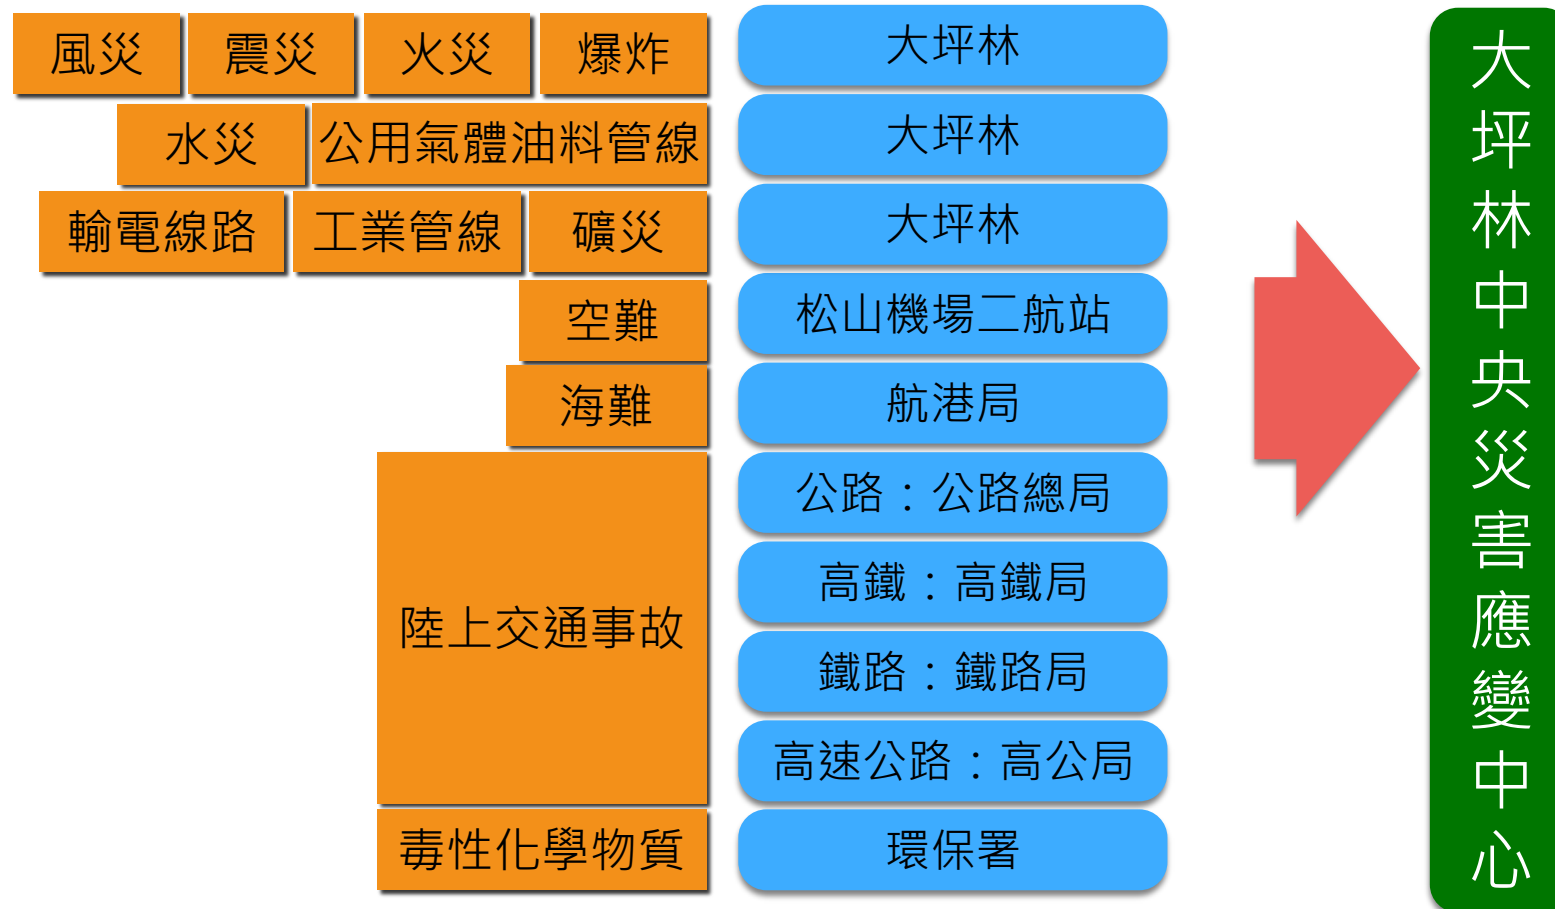 風災 震災 火災 爆炸 大坪林
水災 公用氣體油料管線 大坪林
輸電線路 工業管線 礦災 大坪林
空難 松山機場二航站
海難 航港局
陸上交通事故
公路：公路總局
高鐵：高鐵局
鐵路：鐵路局
高速公路：高公局
毒性化學物質 環保署
大坪林中央災害應變中心